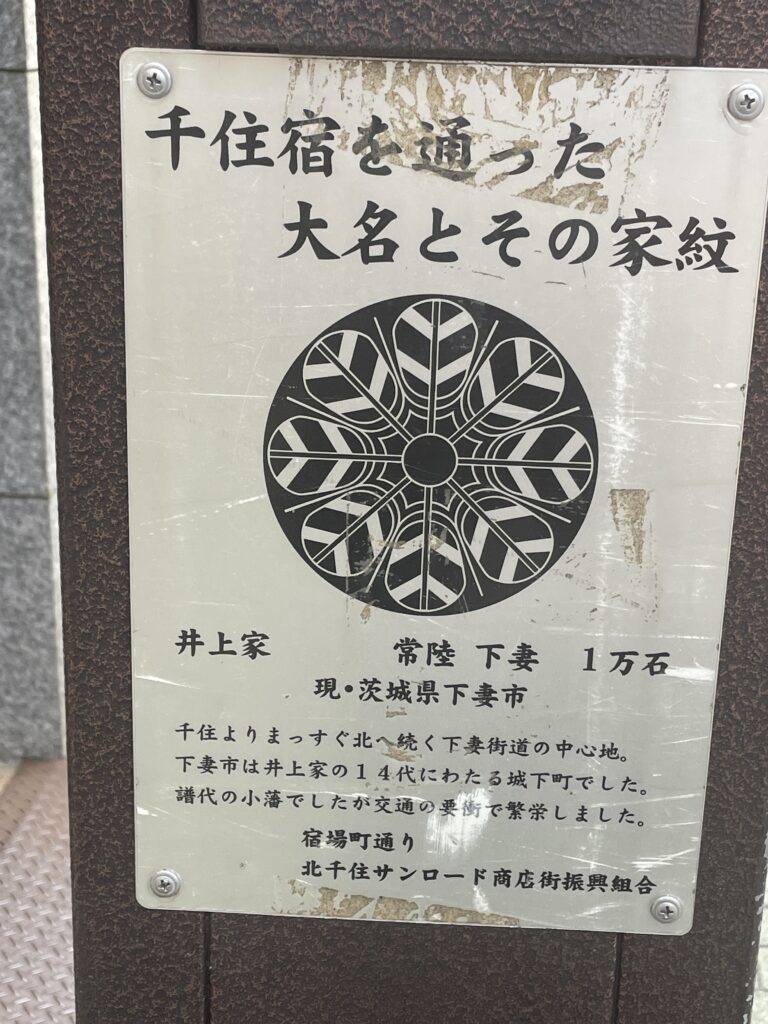 千住宿を通った
大名とその家紋
井上家 常陸 下妻 1万石
現・茨城県下妻市
千住よりまっすぐ北へ続く下妻街道の中心地。
下妻市は井上家の14代にわたる城下町でした。
譜代の小藩でしたが交通の要衝で繁栄しました。
宿場町通り
北千住サンロード商店街振興組合